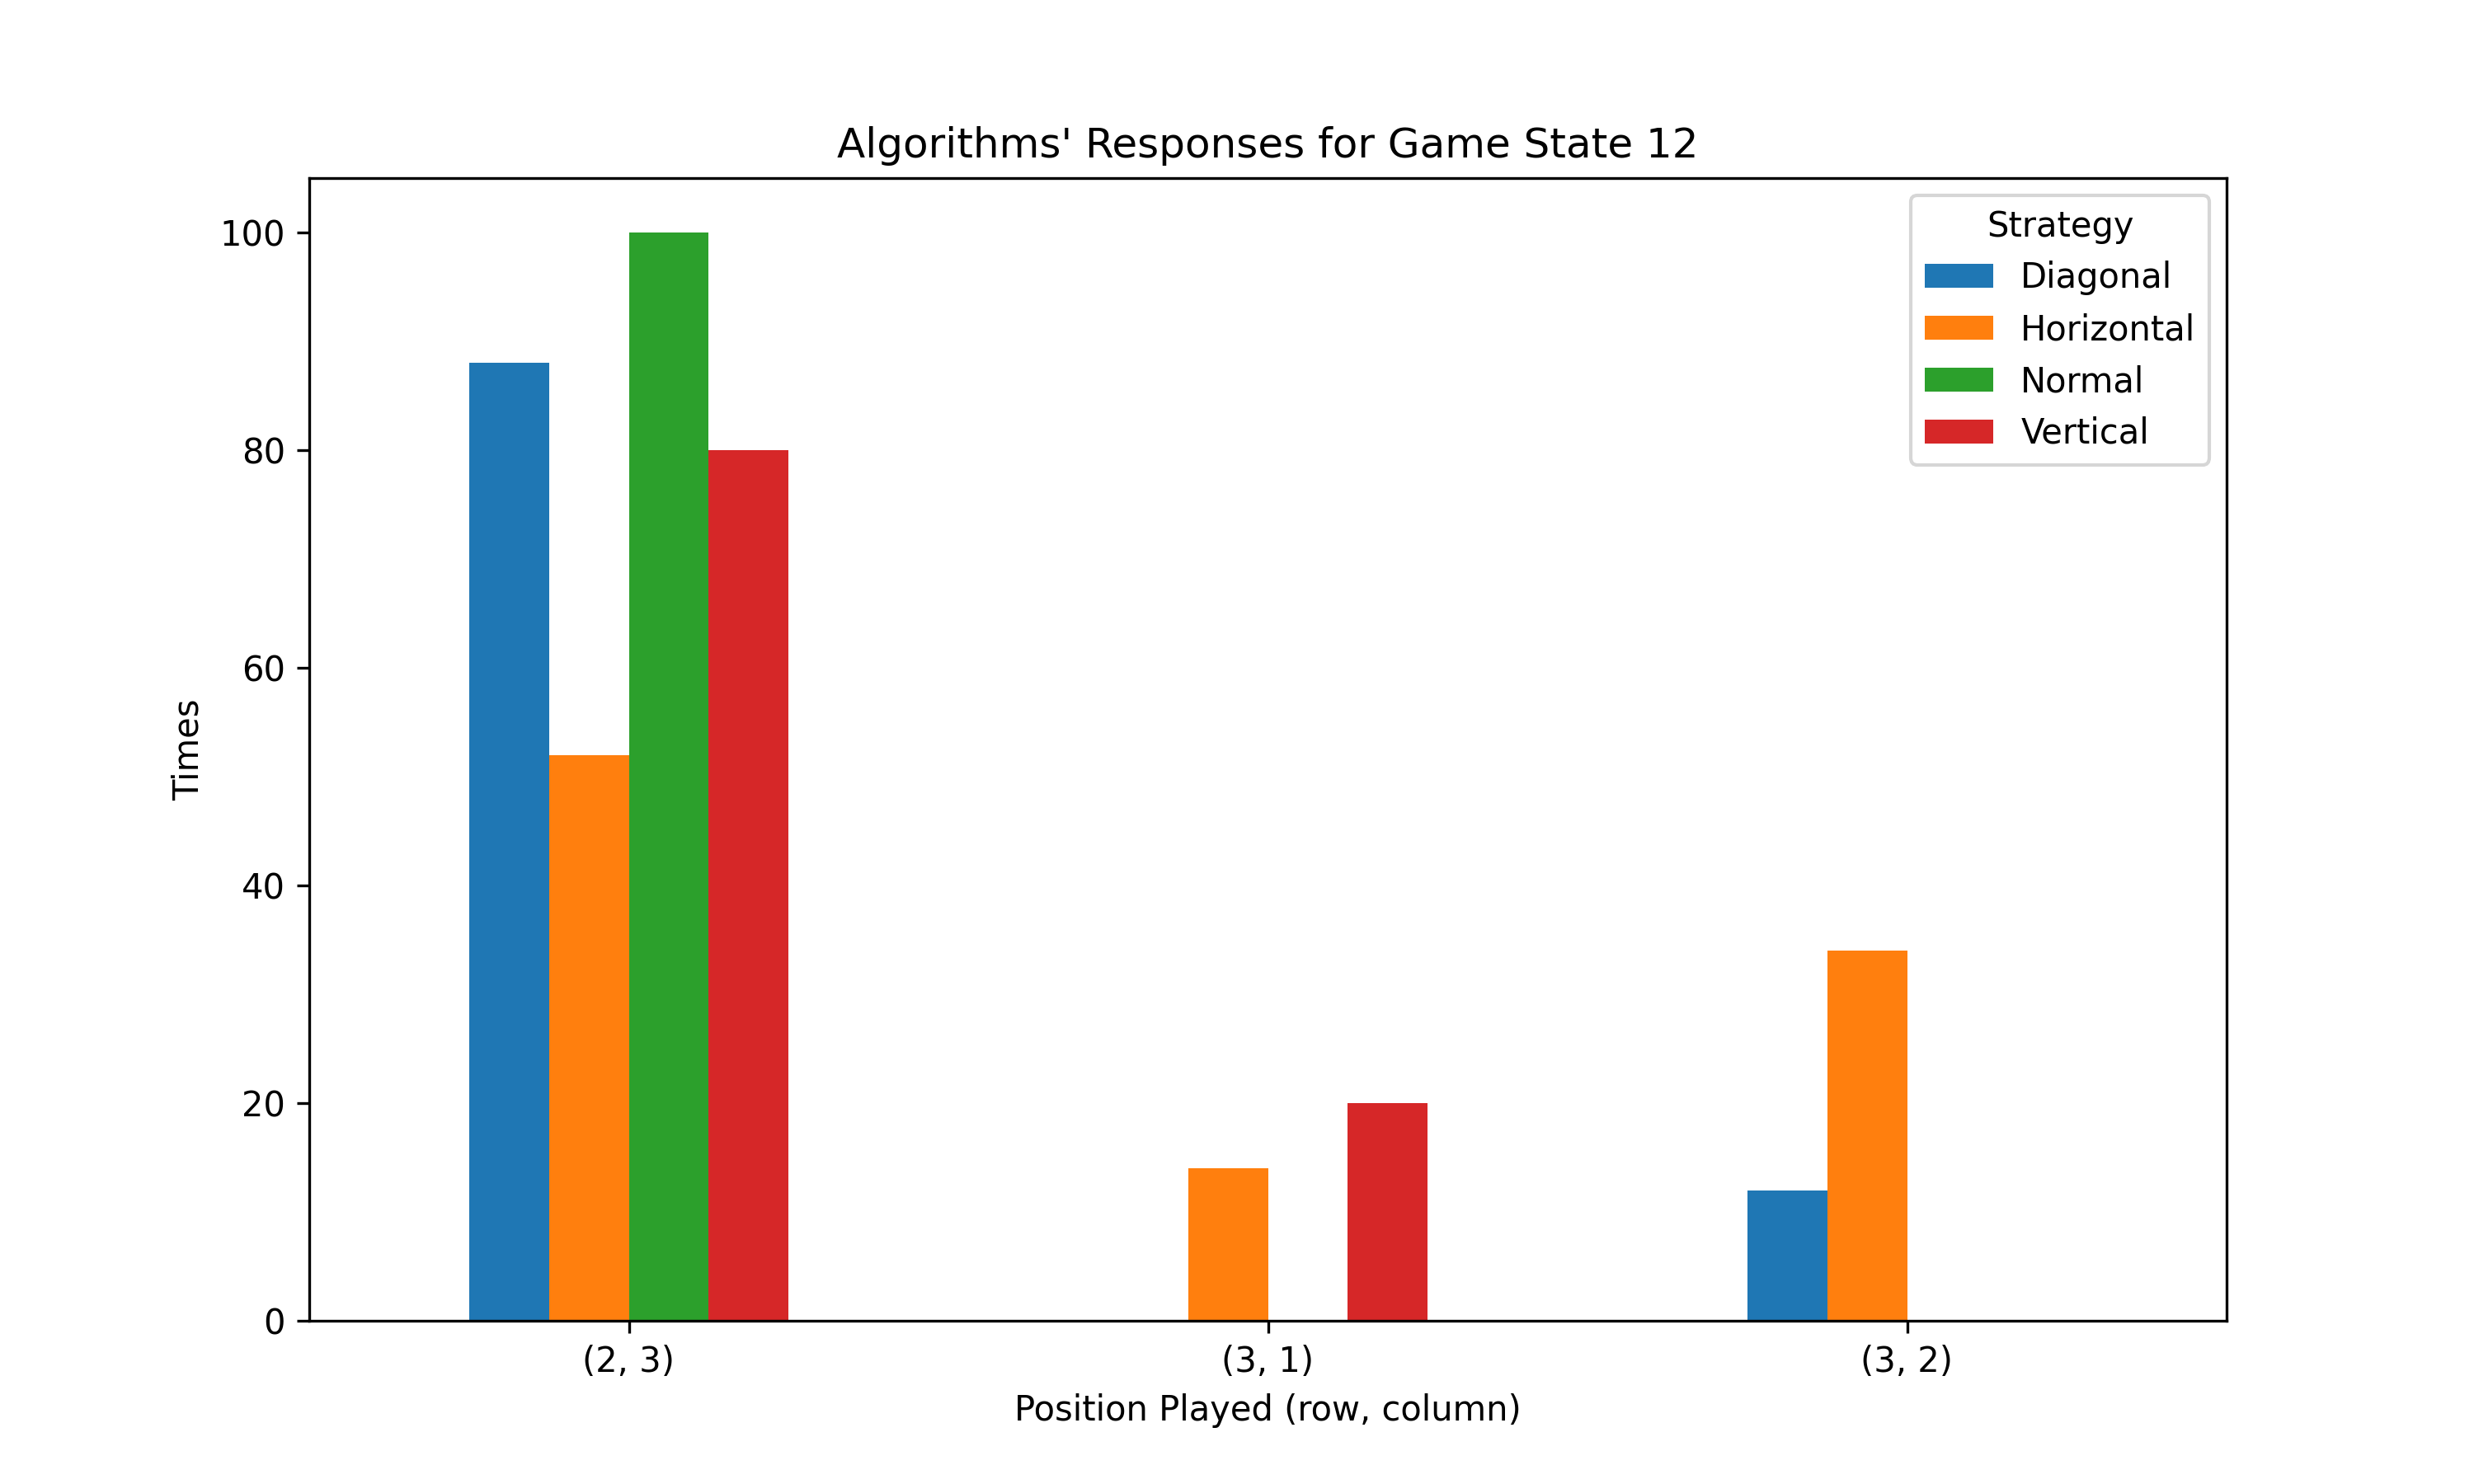 Algorithms' Responses for Game State 12
Strategy
Diagonal
Horizontal
Normal
Vertical
100
80
60
40
20
0
Times
(2, 3)
(3, 1)
(3, 2)
Position Played (row, column)